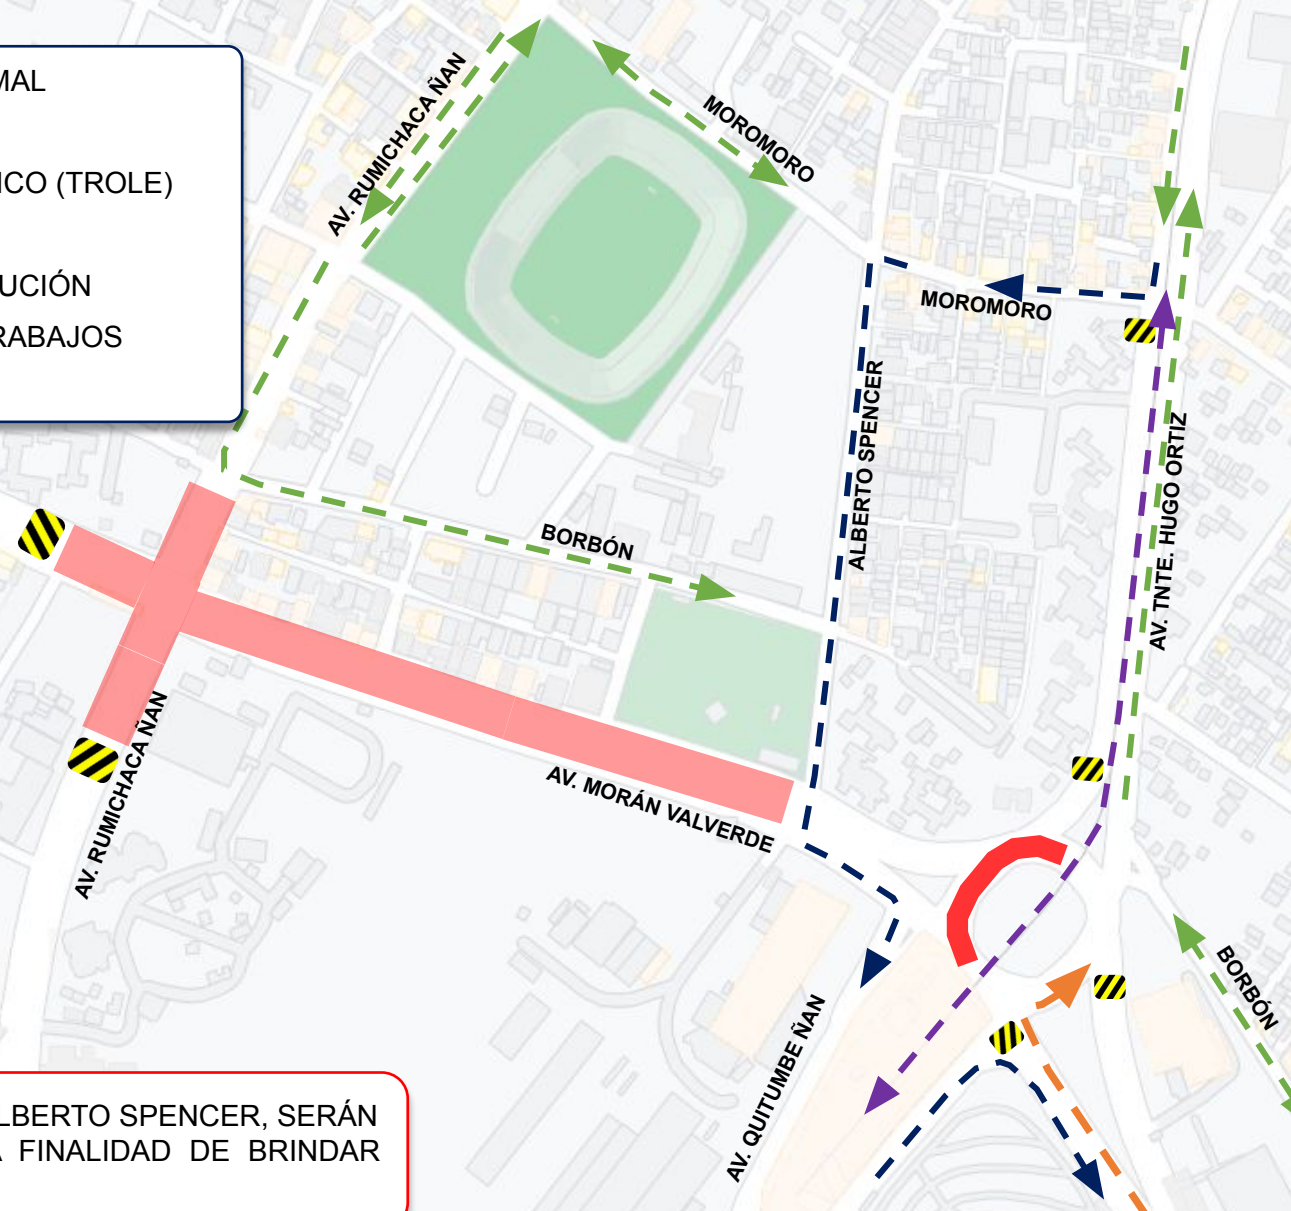 MAL
ICO (TROLE)
UCIÓN
RABAJOS
AV. RUMICHACA ÑAN
MOROMORO
MOROMORO
ALBERTO SPENCER
AV. TNTE. HUGO ORTIZ
BORBÓN
AV. RUMICHACA ÑAN
AV. MORÁN VALVERDE
BORBÓN
AV. QUITUMBE ÑAN
LBERTO SPENCER, SERÁN
A FINALIDAD DE BRINDAR